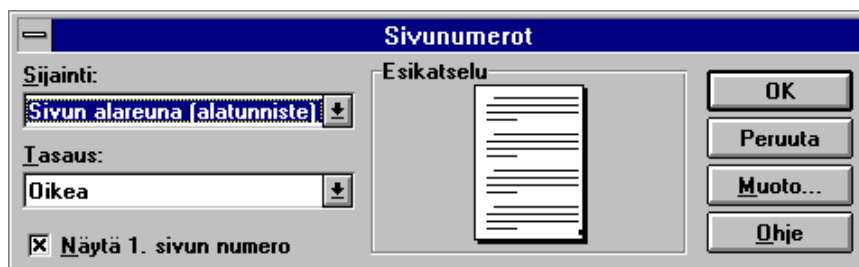 Sivunumerot
Sijainti:
Sivun alareuna (alatunniste)
Tasaus:
Oikea
Näytä 1. sivun numero
Esikatselu
OK
Peruuta
Muoto...
Ohje